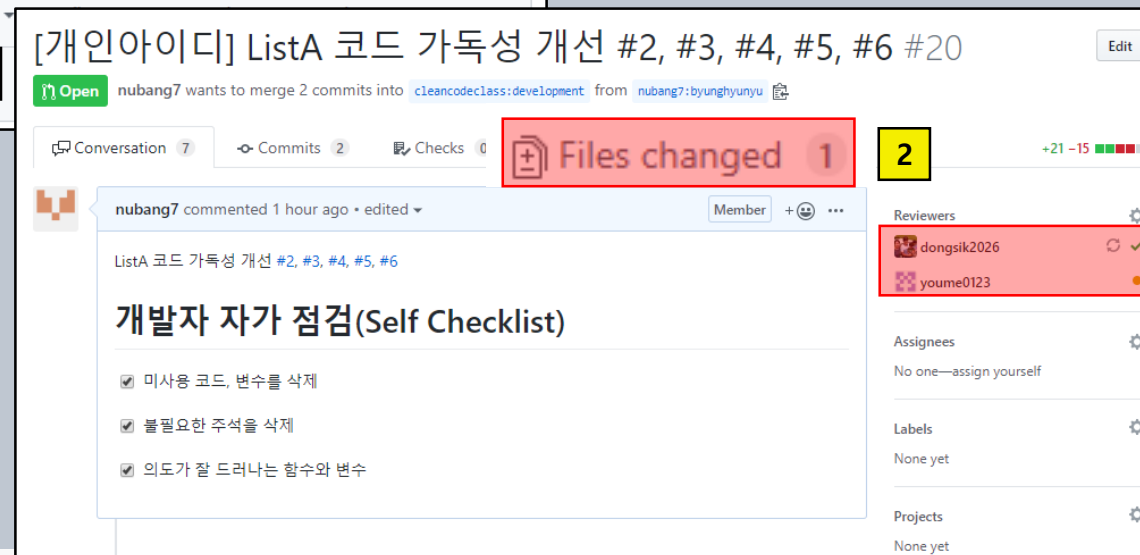 [개인아이디] ListA 코드 가독성 개선 #2, #3, #4, #5, #6 #20
Edit
Open nubang7 wants to merge 2 commits into cleancodeclass:development from nubang7:byunghyunyu
Conversation 7 Commits 2 Checks 0 Files changed 1 2 +21 −15
nubang7 commented 1 hour ago • edited Member
ListA 코드 가독성 개선 #2, #3, #4, #5, #6
개발자 자가 점검(Self Checklist)
미사용 코드, 변수를 삭제
불필요한 주석을 삭제
의도가 잘 드러나는 함수와 변수
Reviewers
dongsik2026
youme0123
Assignees
No one—assign yourself
Labels
None yet
Projects
None yet